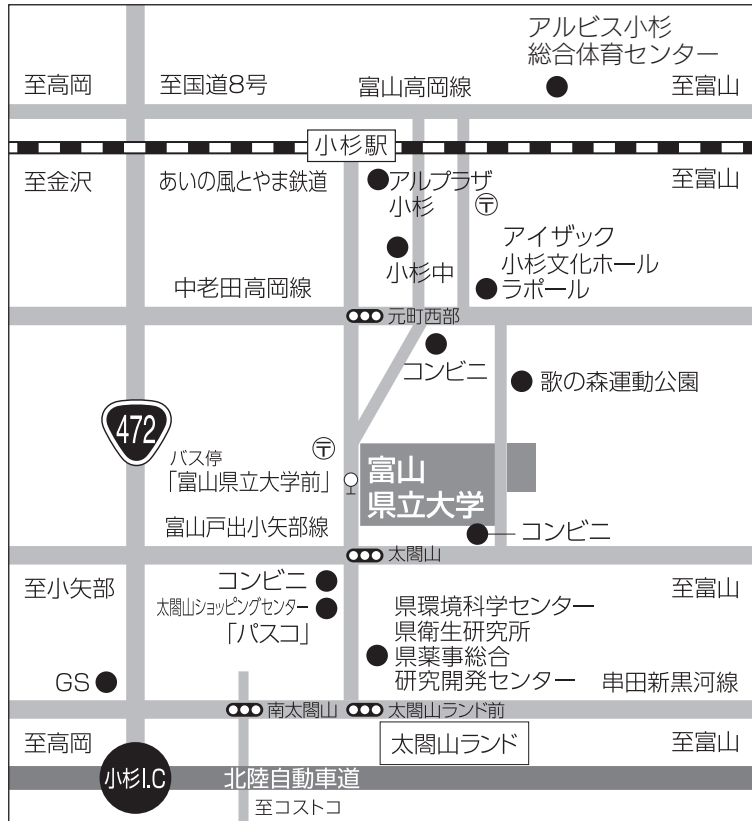 アルビス小杉
総合体育センター
至高岡
至国道8号
富山高岡線
至富山
小杉駅
至金沢
あいの風とやま鉄道
アルプラザ
小杉
至富山
〒
アイザック
小杉文化ホール
ラポール
小杉中
中老田高岡線
元町西部
コンビニ
歌の森運動公園
472
〒
バス停
「富山県立大学前」
富山
県立大学
富山戸出小矢部線
コンビニ
太閤山
至小矢部
コンビニ
至富山
太閤山ショッピングセンター
「パスコ」
県環境科学センター
県衛生研究所
県薬事総合
研究開発センター
GS
串田新黒河線
南太閤山
太閤山ランド前
至高岡
太閤山ランド
至富山
小杉I.C
北陸自動車道
至コストコ